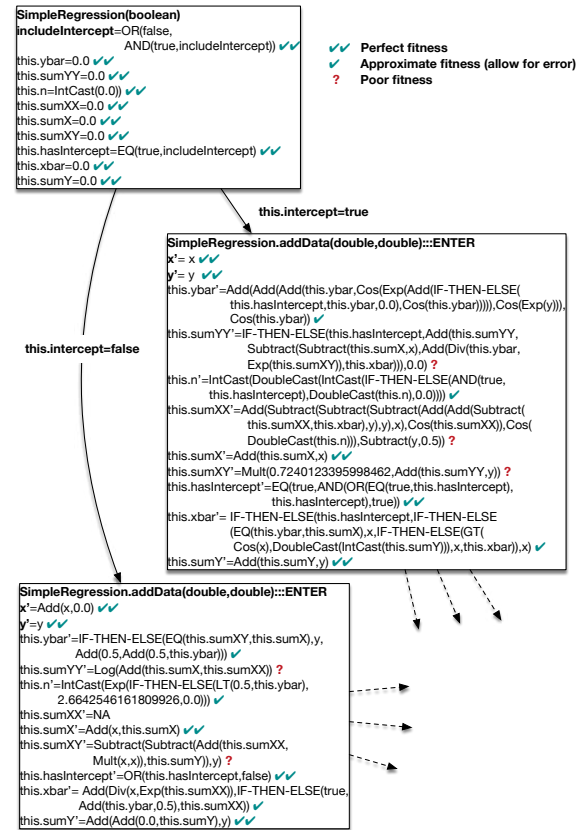 SimpleRegression(boolean)
includeIntercept=OR(false,
AND(true,includeIntercept)) ✔✔
this.ybar=0.0 ✔✔
this.sumYY=0.0 ✔✔
this.n=IntCast(0.0)) ✔✔
this.sumXX=0.0 ✔✔
this.sumX=0.0 ✔✔
this.sumXY=0.0 ✔✔
this.hasIntercept=EQ(true,includeIntercept) ✔✔
this.xbar=0.0 ✔✔
this.sumY=0.0 ✔✔
✔✔ Perfect fitness
✔ Approximate fitness (allow for error)
? Poor fitness
this.intercept=true
this.intercept=false
SimpleRegression.addData(double,double):::ENTER
x'= x ✔✔
y'= y ✔✔
this.ybar'=Add(Add(Add(this.ybar,Cos(Exp(Add(IF-THEN-ELSE(
this.hasIntercept,this.ybar,0.0),Cos(this.ybar))))),Cos(Exp(y))),
Cos(this.ybar)) ✔
this.sumYY'=IF-THEN-ELSE(this.hasIntercept,Add(this.sumYY,
Subtract(Subtract(this.sumX,x),Add(Div(this.ybar,
Exp(this.sumXY)),this.xbar))),0.0) ?
this.n'=IntCast(DoubleCast(IntCast(IF-THEN-ELSE(AND(true,
this.hasIntercept),DoubleCast(this.n),0.0)))) ✔
this.sumXX'=Add(Subtract(Subtract(Subtract(Add(Add(Subtract(
this.sumXX,this.xbar),y),y),x),Cos(this.sumXX)),Cos(
DoubleCast(this.n))),Subtract(y,0.5)) ?
this.sumX'=Add(this.sumX,x) ✔✔
this.sumXY'=Mult(0.7240123395998462,Add(this.sumYY,y)) ?
this.hasIntercept'=EQ(true,AND(OR(EQ(true,this.hasIntercept),
this.hasIntercept),true)) ✔✔
this.xbar'= IF-THEN-ELSE(this.hasIntercept,IF-THEN-ELSE
(EQ(this.ybar,this.sumX),x,IF-THEN-ELSE(GT(
Cos(x),DoubleCast(IntCast(this.sumY))),x,this.xbar)),x) ✔
this.sumY'=Add(this.sumY,y) ✔✔
SimpleRegression.addData(double,double):::ENTER
x'=Add(x,0.0) ✔✔
y'=y ✔✔
this.ybar'=IF-THEN-ELSE(EQ(this.sumXY,this.sumX),y,
Add(0.5,Add(0.5,this.ybar))) ✔
this.sumYY'=Log(Add(this.sumX,this.sumXX)) ?
this.n'=IntCast(Exp(IF-THEN-ELSE(LT(0.5,this.ybar),
2.6642546161809926,0.0))) ✔
this.sumXX'=NA
this.sumX'=Add(x,this.sumX) ✔✔
this.sumXY'=Subtract(Subtract(Add(this.sumXX,
Mult(x,x)),this.sumY)),y) ?
this.hasIntercept'=OR(this.hasIntercept,false) ✔✔
this.xbar'= Add(Div(x,Exp(this.sumXX)),IF-THEN-ELSE(true,
Add(this.ybar,0.5),this.sumXX)) ✔
this.sumY'=Add(Add(0.0,this.sumY),y) ✔✔